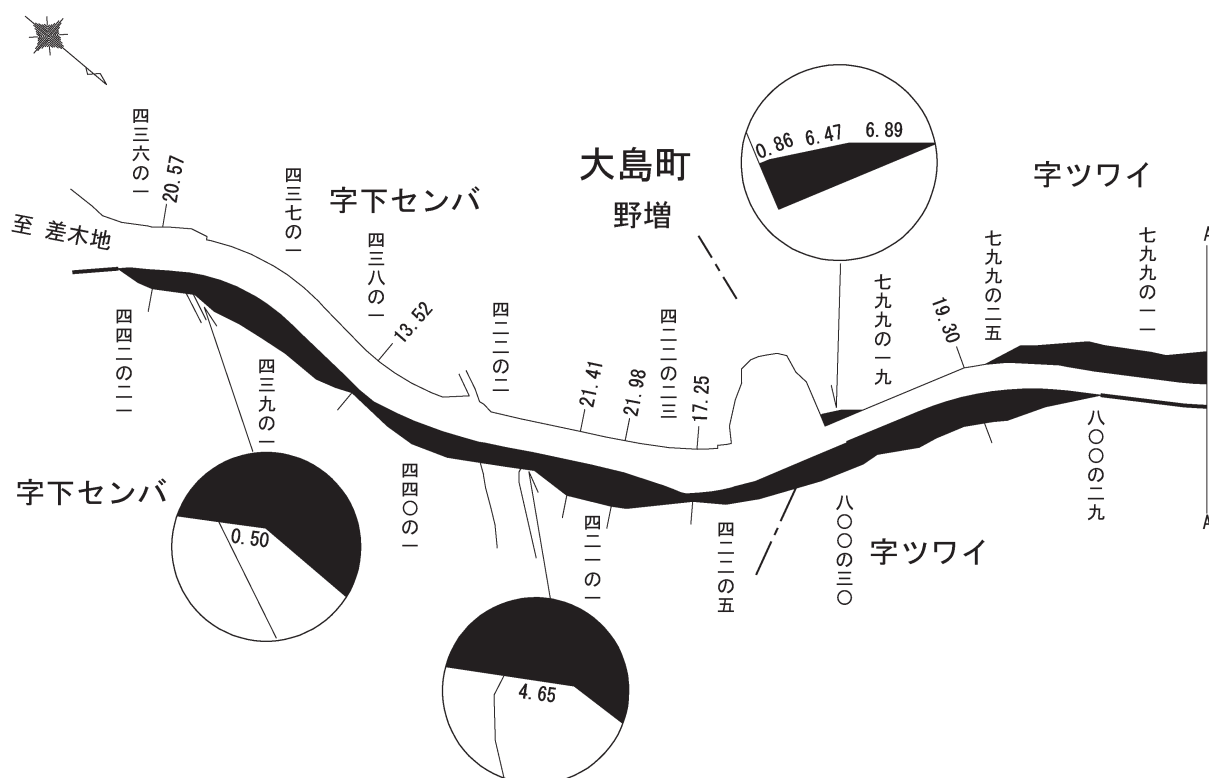 四三六の一
20.57
四三七の一
字下センバ
四三八の一
13.52
至 差木地
四四二の二一
四三九の一
字下センバ
0.50
四四〇の一
四二二の二
21.41
21.98
四二二の二三
17.25
四二一の一
4.65
四二二の五
大島町
野増
0.86
6.47
6.89
七九九の一九
19.30
七九九の二五
字ツワイ
七九九の一一
八〇〇の三〇
字ツワイ
八〇〇の二九
A
A